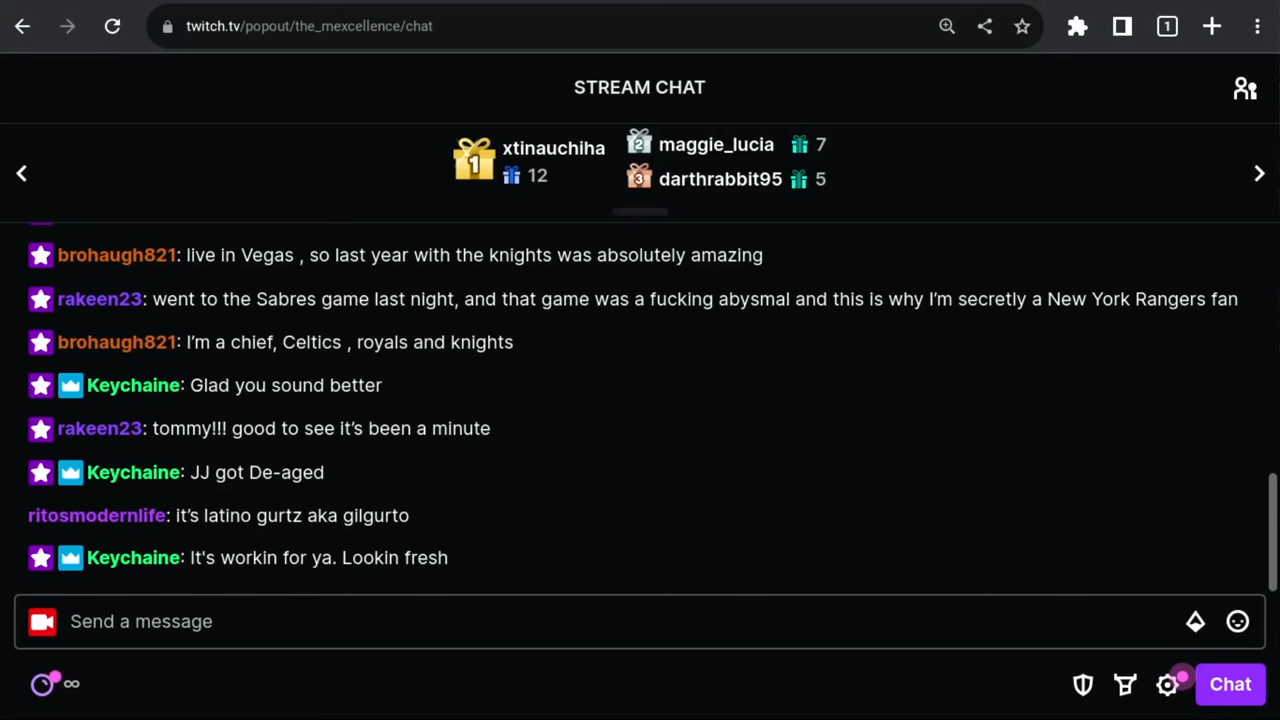 twitch.tv/popout/the_mexcellence/chat
1
STREAM CHAT
1 xtinauchiha 12
2 maggie_lucia 7
3 darthrabbit95 5
brohaugh821: live in Vegas , so last year with the knights was absolutely amazing
rakeen23: went to the Sabres game last night, and that game was a fucking abysmal and this is why I’m secretly a New York Rangers fan
brohaugh821: I’m a chief, Celtics , royals and knights
Keychaine: Glad you sound better
rakeen23: tommy!!! good to see it’s been a minute
Keychaine: JJ got De-aged
ritosmodernlife: it’s latino gurtz aka gilgurto
Keychaine: It's workin for ya. Lookin fresh
Send a message
∞
Chat